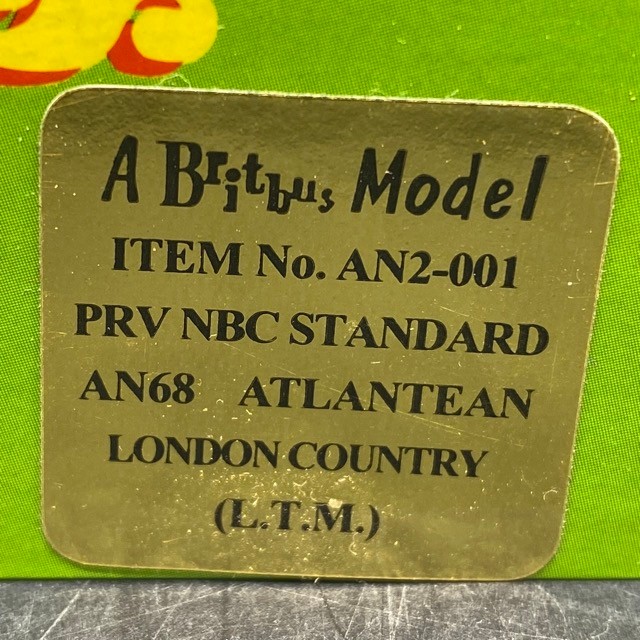 A Britbus Model
ITEM No. AN2-001
PRV NBC STANDARD
AN68 ATLANTEAN
LONDON COUNTRY
(L.T.M.)